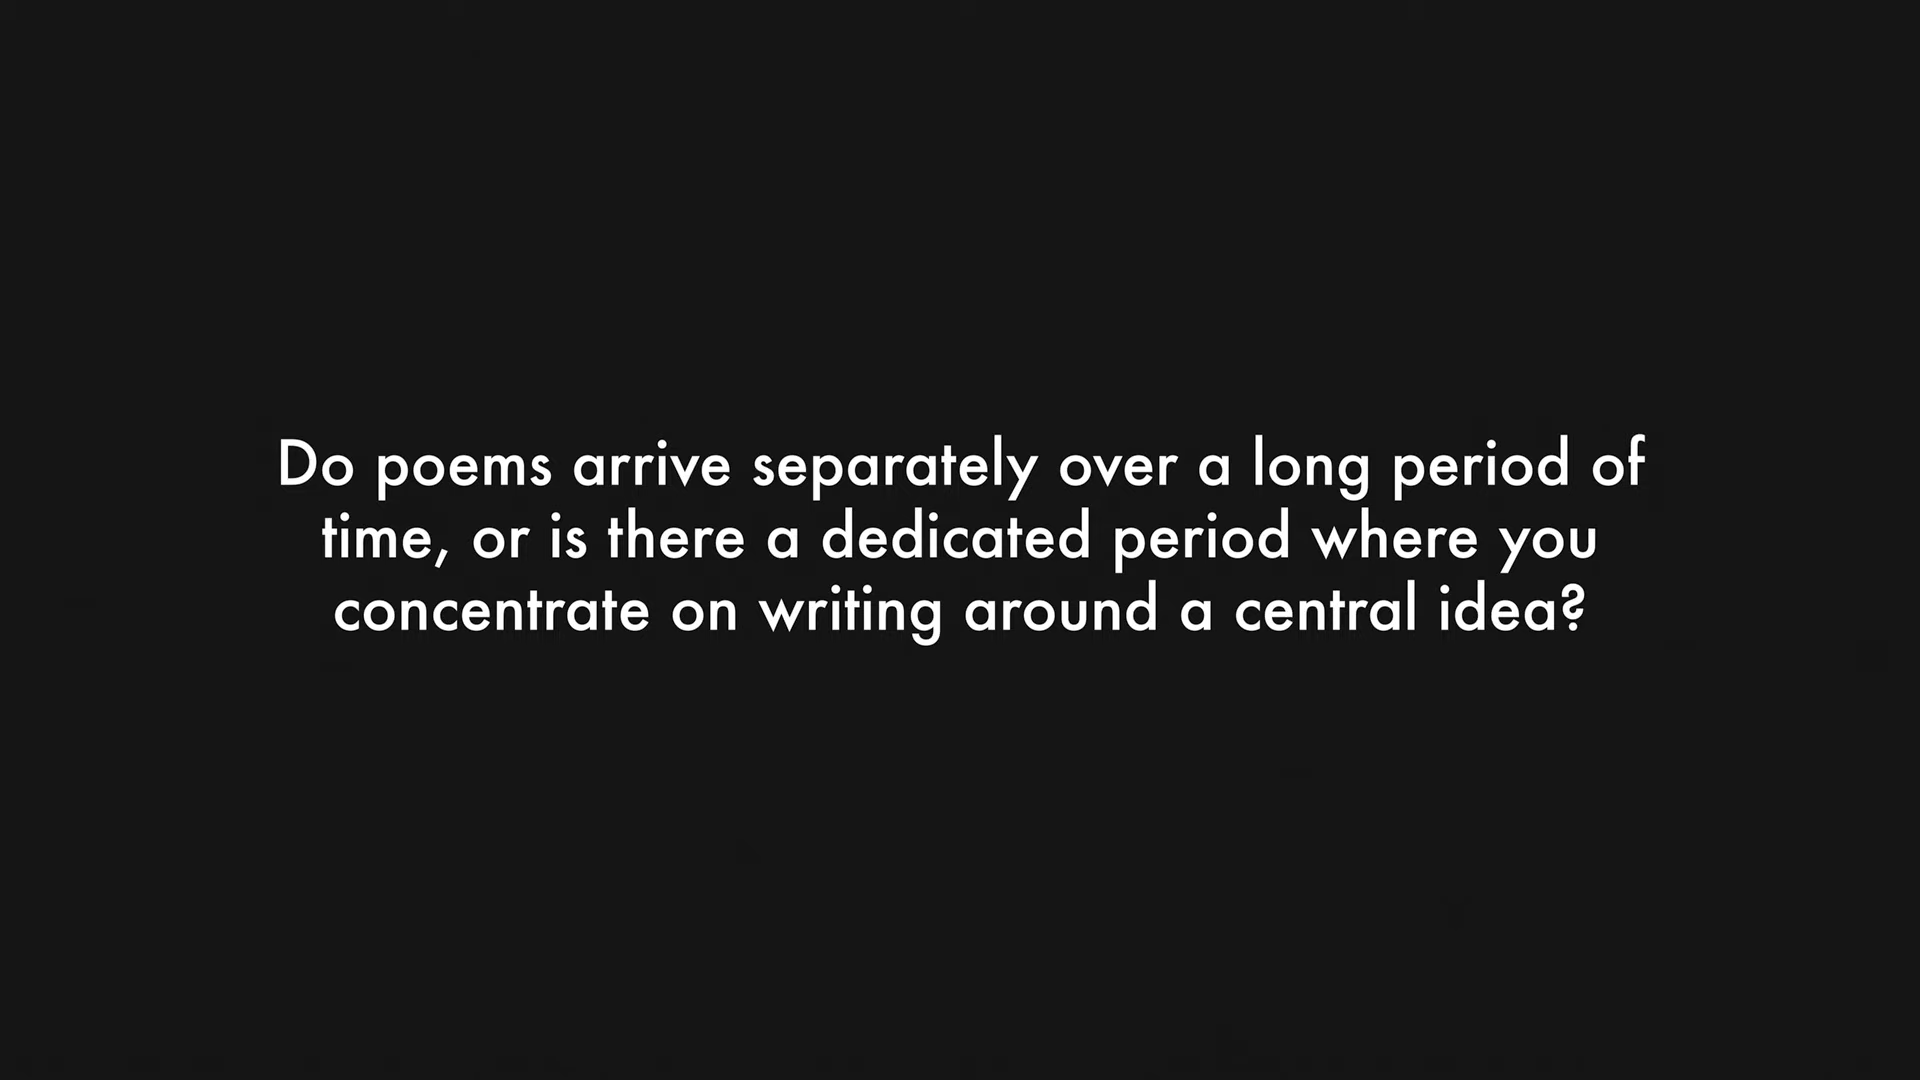 Do poems arrive separately over a long period of
time, or is there a dedicated period where you
concentrate on writing around a central idea?